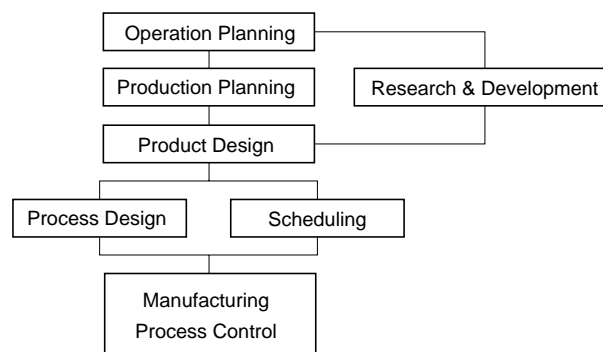 Operation Planning
Production Planning
Research & Development
Product Design
Process Design
Scheduling
Manufacturing
Process Control